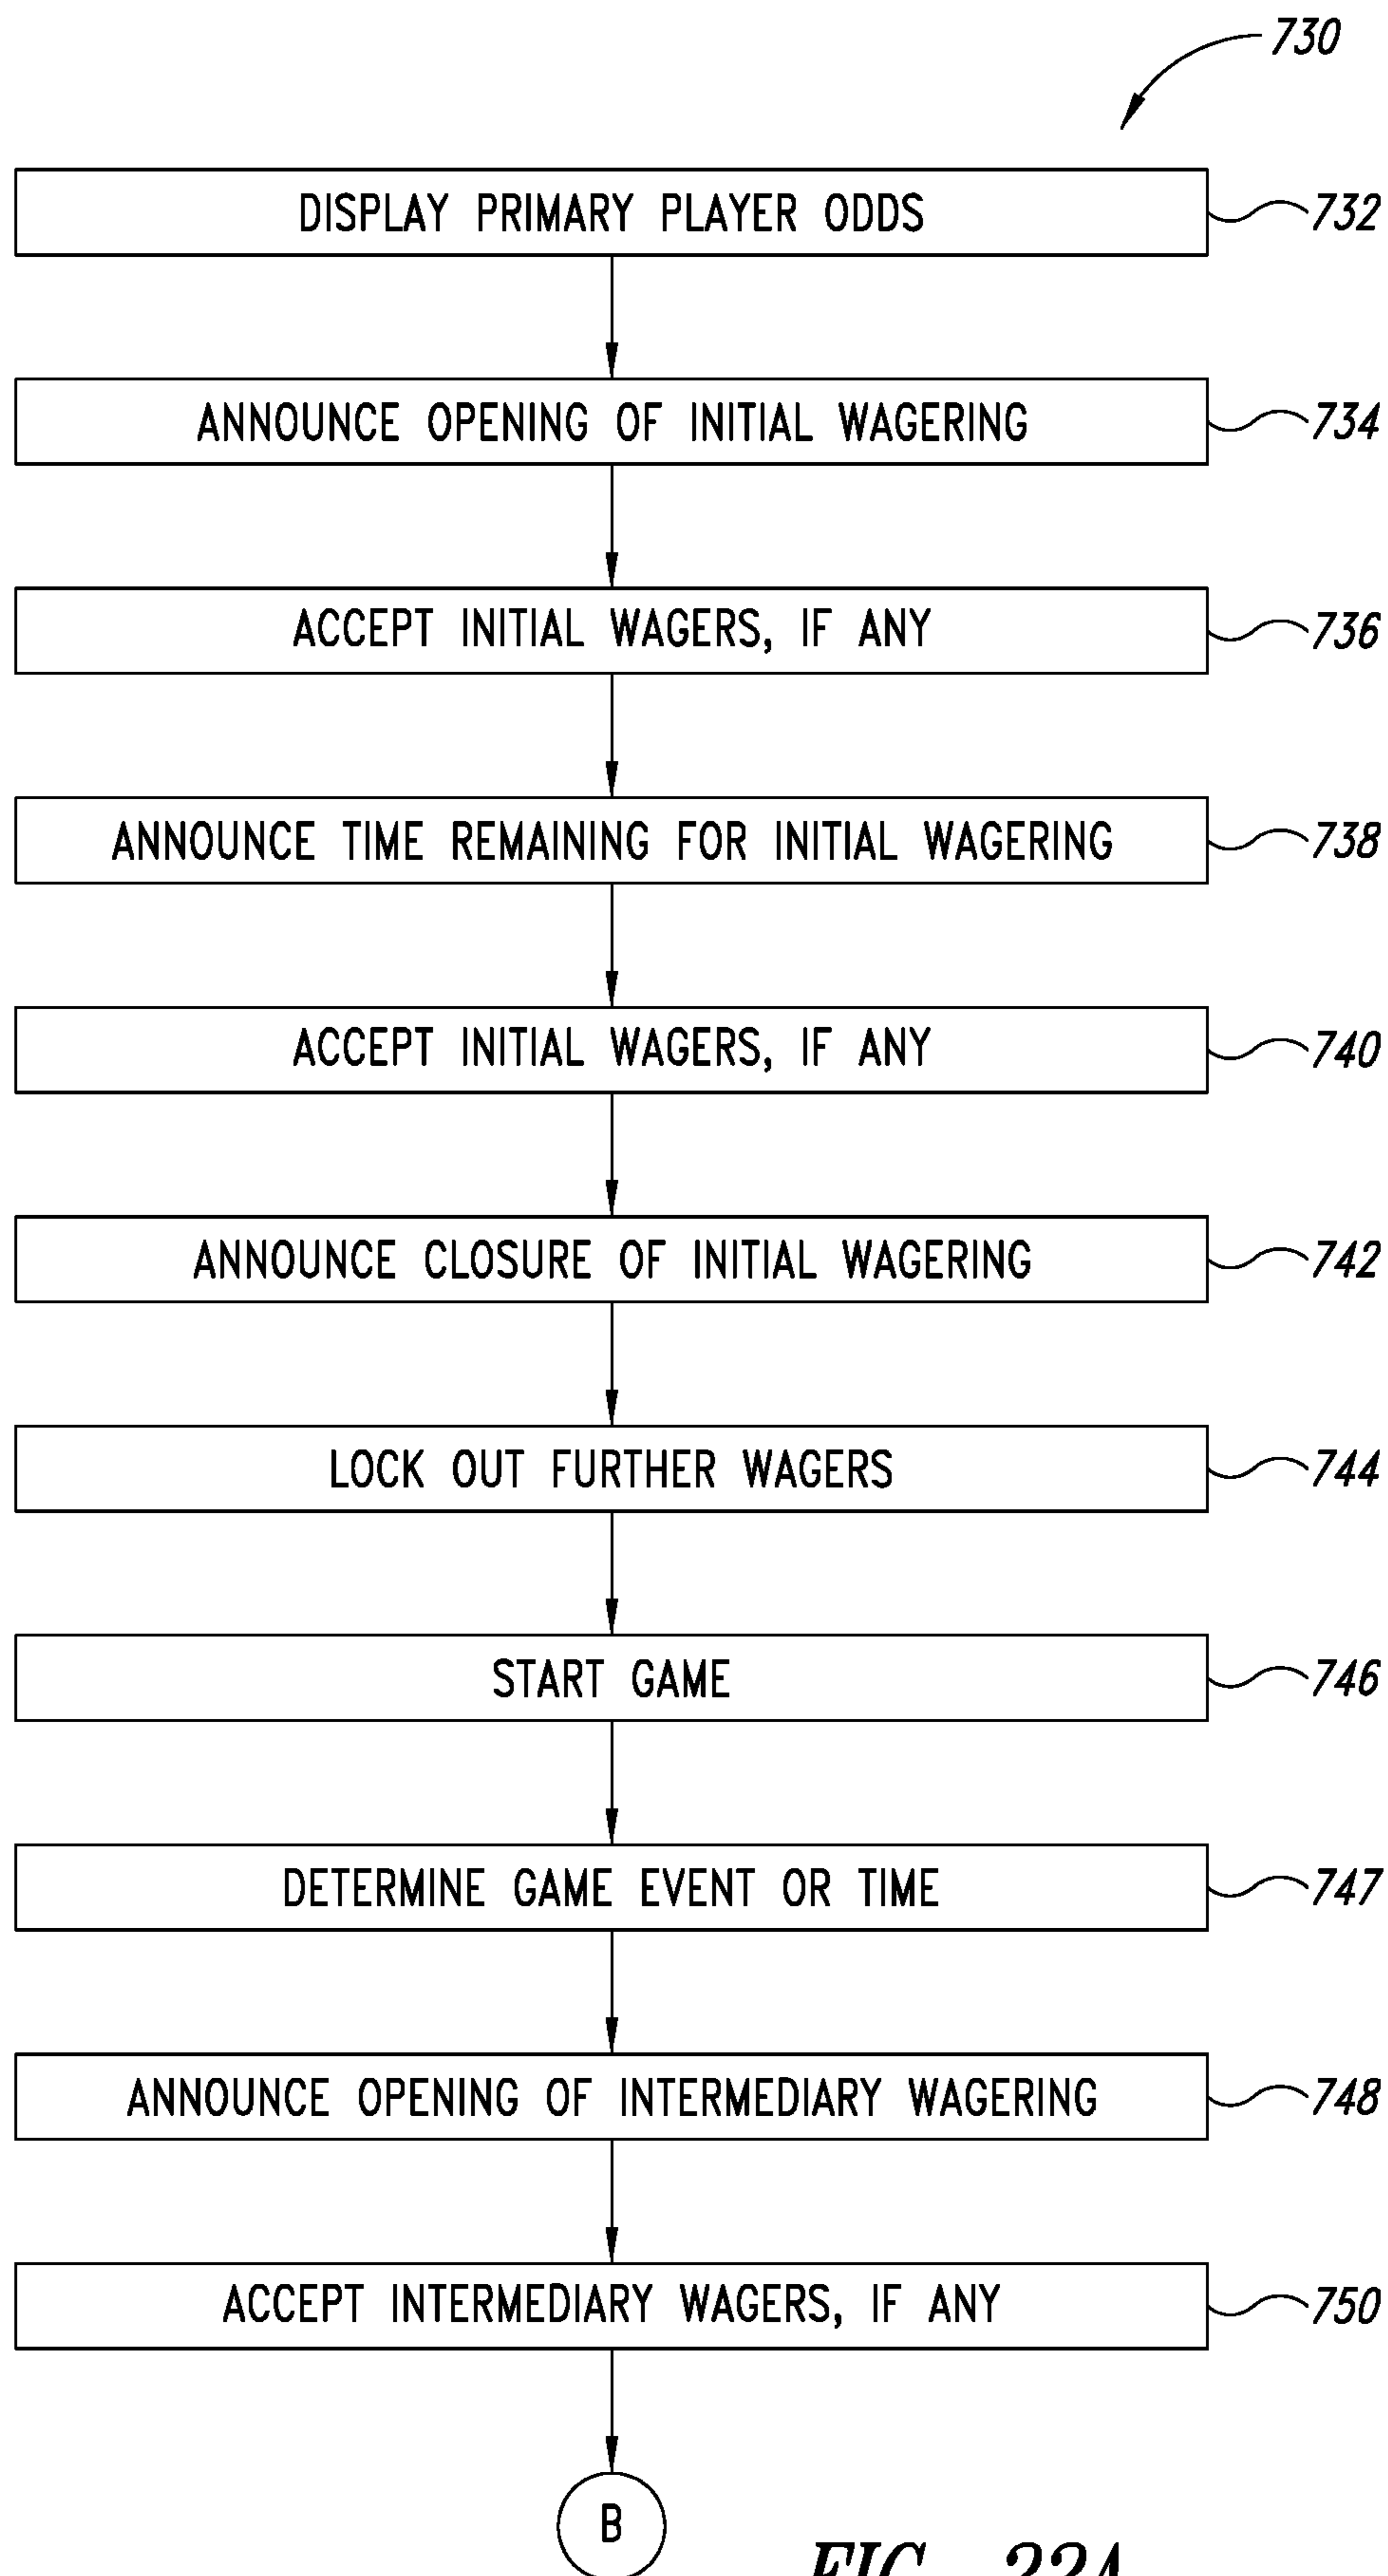 730
DISPLAY PRIMARY PLAYER ODDS 732
ANNOUNCE OPENING OF INITIAL WAGERING 734
ACCEPT INITIAL WAGERS, IF ANY 736
ANNOUNCE TIME REMAINING FOR INITIAL WAGERING 738
ACCEPT INITIAL WAGERS, IF ANY 740
ANNOUNCE CLOSURE OF INITIAL WAGERING 742
LOCK OUT FURTHER WAGERS 744
START GAME 746
DETERMINE GAME EVENT OR TIME 747
ANNOUNCE OPENING OF INTERMEDIARY WAGERING 748
ACCEPT INTERMEDIARY WAGERS, IF ANY 750
B
FIG. 22A